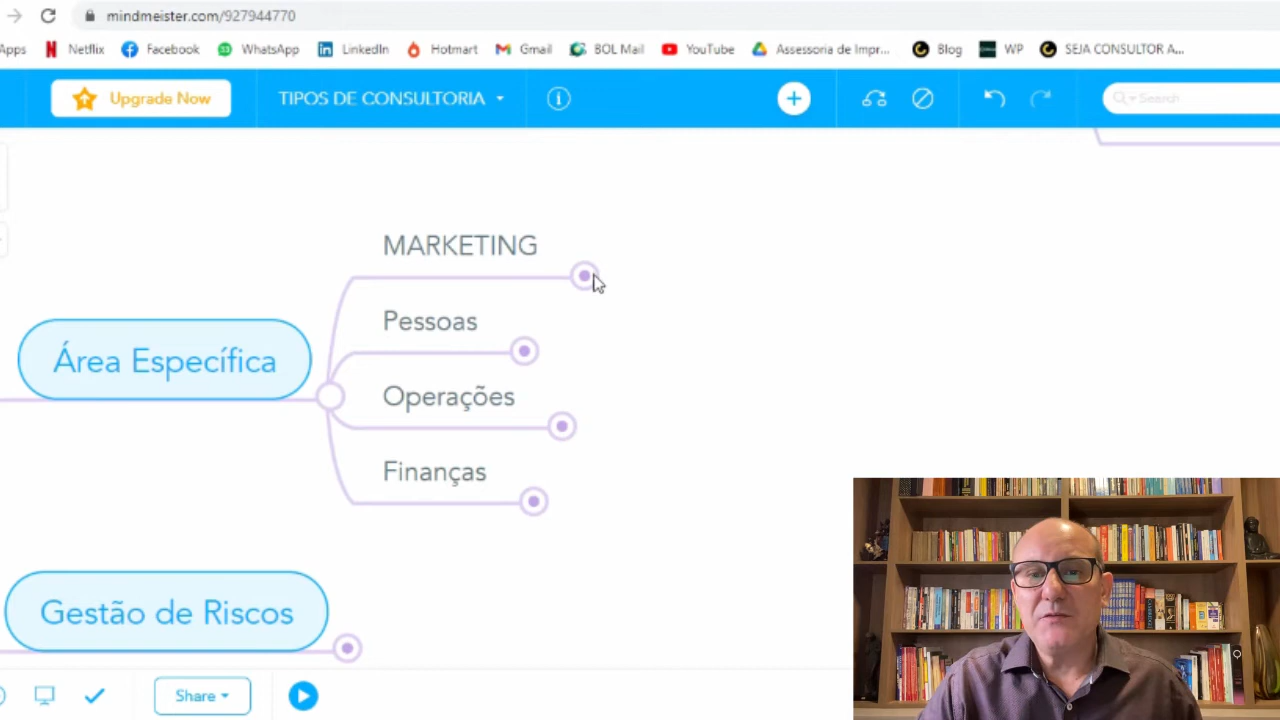 mindmeister.com/927944770
Apps Netflix Facebook WhatsApp LinkedIn Hotmart Gmail BOL Mail YouTube Assessoria de Impr... Blog WP SEJA CONSULTOR A...
Upgrade Now TIPOS DE CONSULTORIA Search
MARKETING
Pessoas
Área Específica
Operações
Finanças
Gestão de Riscos
Share